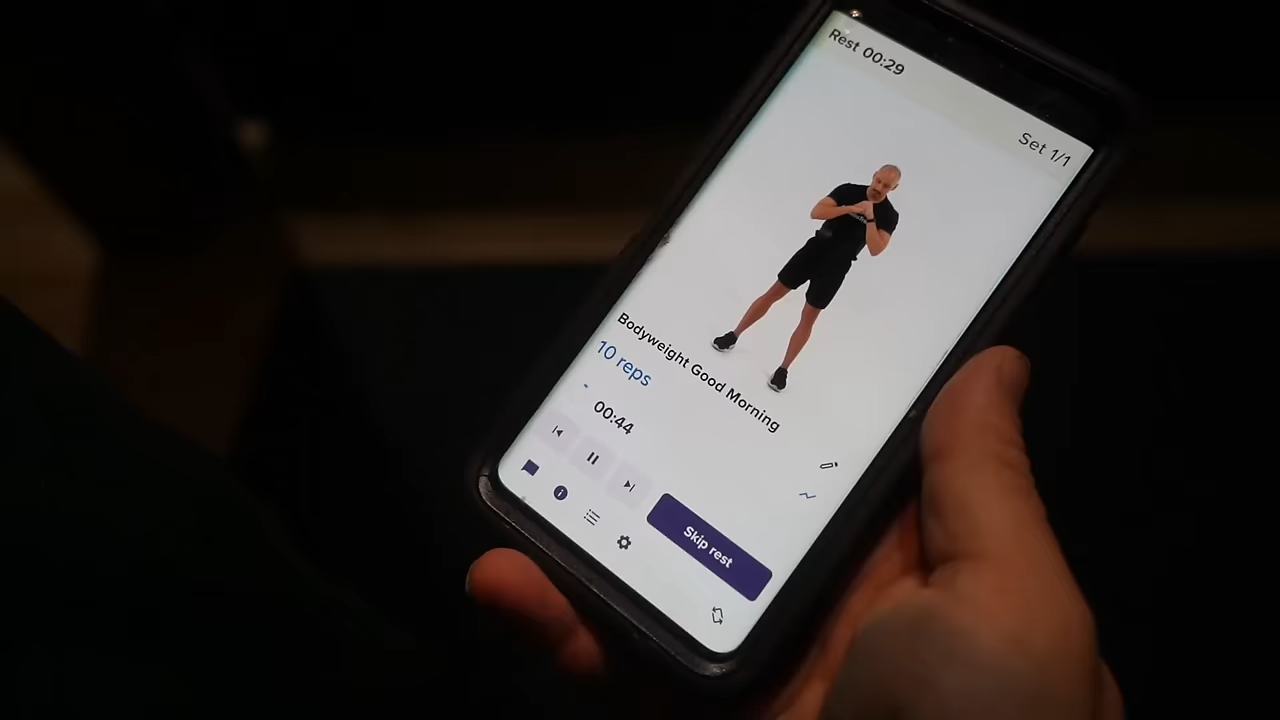 Rest 00:29
Set 1/1
Bodyweight Good Morning
10 reps
-
00:44
Skip rest